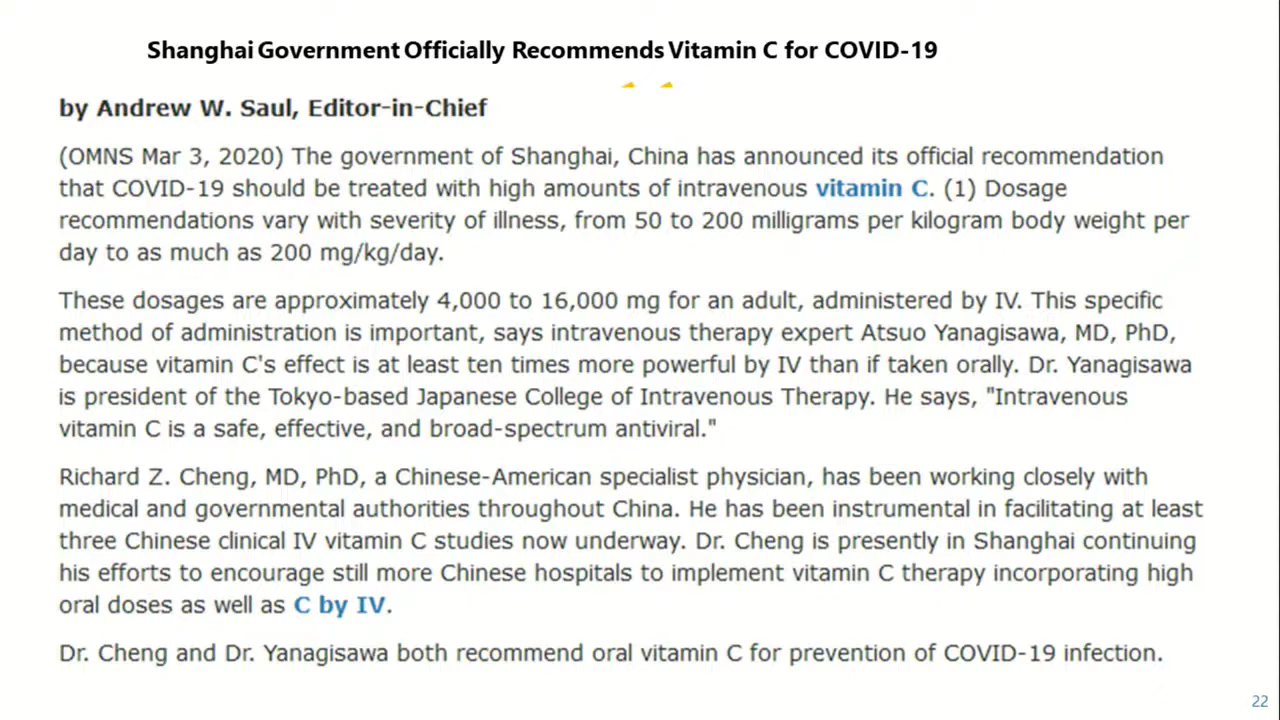 Shanghai Government Officially Recommends Vitamin C for COVID-19
by Andrew W. Saul, Editor-in-Chief
(OMNS Mar 3, 2020) The government of Shanghai, China has announced its official recommendation
that COVID-19 should be treated with high amounts of intravenous vitamin C. (1) Dosage
recommendations vary with severity of illness, from 50 to 200 milligrams per kilogram body weight per
day to as much as 200 mg/kg/day.
These dosages are approximately 4,000 to 16,000 mg for an adult, administered by IV. This specific
method of administration is important, says intravenous therapy expert Atsuo Yanagisawa, MD, PhD,
because vitamin C's effect is at least ten times more powerful by IV than if taken orally. Dr. Yanagisawa
is president of the Tokyo-based Japanese College of Intravenous Therapy. He says, "Intravenous
vitamin C is a safe, effective, and broad-spectrum antiviral."
Richard Z. Cheng, MD, PhD, a Chinese-American specialist physician, has been working closely with
medical and governmental authorities throughout China. He has been instrumental in facilitating at least
three Chinese clinical IV vitamin C studies now underway. Dr. Cheng is presently in Shanghai continuing
his efforts to encourage still more Chinese hospitals to implement vitamin C therapy incorporating high
oral doses as well as C by IV.
Dr. Cheng and Dr. Yanagisawa both recommend oral vitamin C for prevention of COVID-19 infection.
22